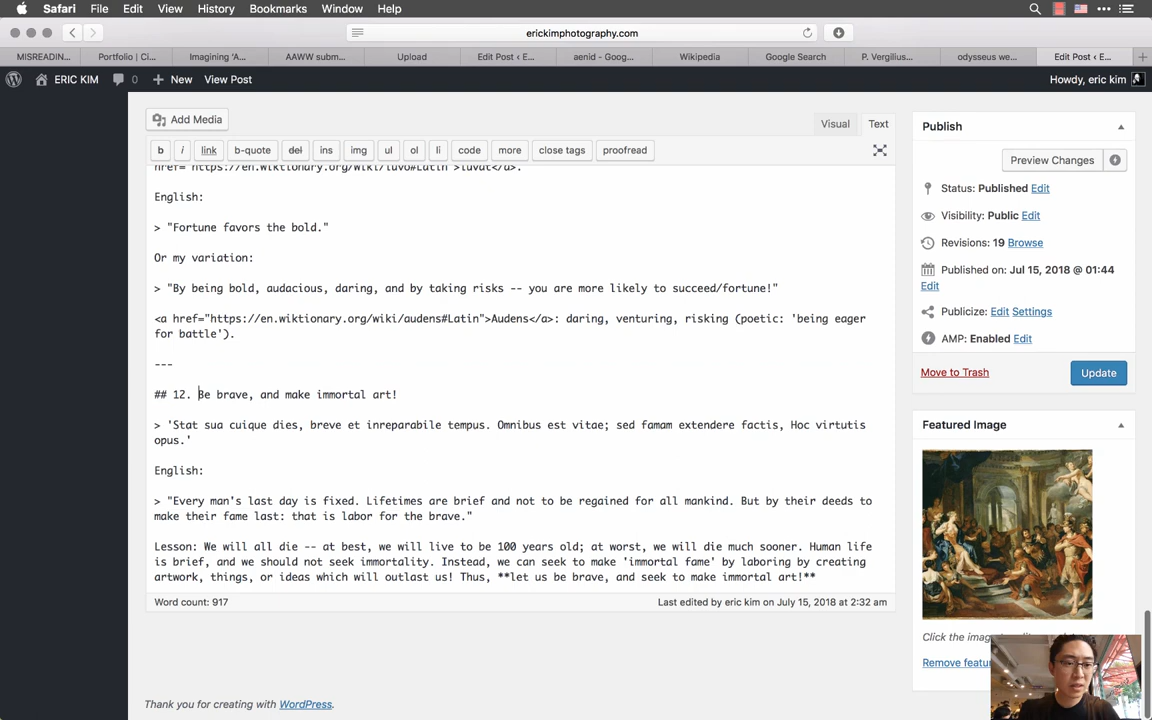 Safari File Edit View History Bookmarks Window Help
erickimphotography.com
MISREADIN... Portfolio | Ci... Imagining 'A... AAWW subm... Upload Edit Post ‹ E... aenid - Goog... Wikipedia Google Search P. Vergilius... odysseus we... Edit Post ‹ E...
ERIC KIM 0 New View Post Howdy, eric kim
Add Media
Visual Text
b i link b-quote del ins img ul ol li code more close tags proofread
href="https://en.wiktionary.org/wiki/iuvo#Latin">iuvat</a>.
English:
> "Fortune favors the bold."
Or my variation:
> "By being bold, audacious, daring, and by taking risks -- you are more likely to succeed/fortune!"
<a href="https://en.wiktionary.org/wiki/audens#Latin">Audens</a>: daring, venturing, risking (poetic: 'being eager
for battle').
---
## 12. Be brave, and make immortal art!
> 'Stat sua cuique dies, breve et inreparabile tempus. Omnibus est vitae; sed famam extendere factis, Hoc virtutis
opus.'
English:
> "Every man's last day is fixed. Lifetimes are brief and not to be regained for all mankind. But by their deeds to
make their fame last: that is labor for the brave."
Lesson: We will all die -- at best, we will live to be 100 years old; at worst, we will die much sooner. Human life
is brief, and we should not seek immortality. Instead, we can seek to make 'immortal fame' by laboring by creating
artwork, things, or ideas which will outlast us! Thus, **let us be brave, and seek to make immortal art!**
Word count: 917 Last edited by eric kim on July 15, 2018 at 2:32 am
Thank you for creating with WordPress.
Publish
Preview Changes
Status: Published Edit
Visibility: Public Edit
Revisions: 19 Browse
Published on: Jul 15, 2018 @ 01:44
Edit
Publicize: Edit Settings
AMP: Enabled Edit
Move to Trash Update
Featured Image
Click the
Remove